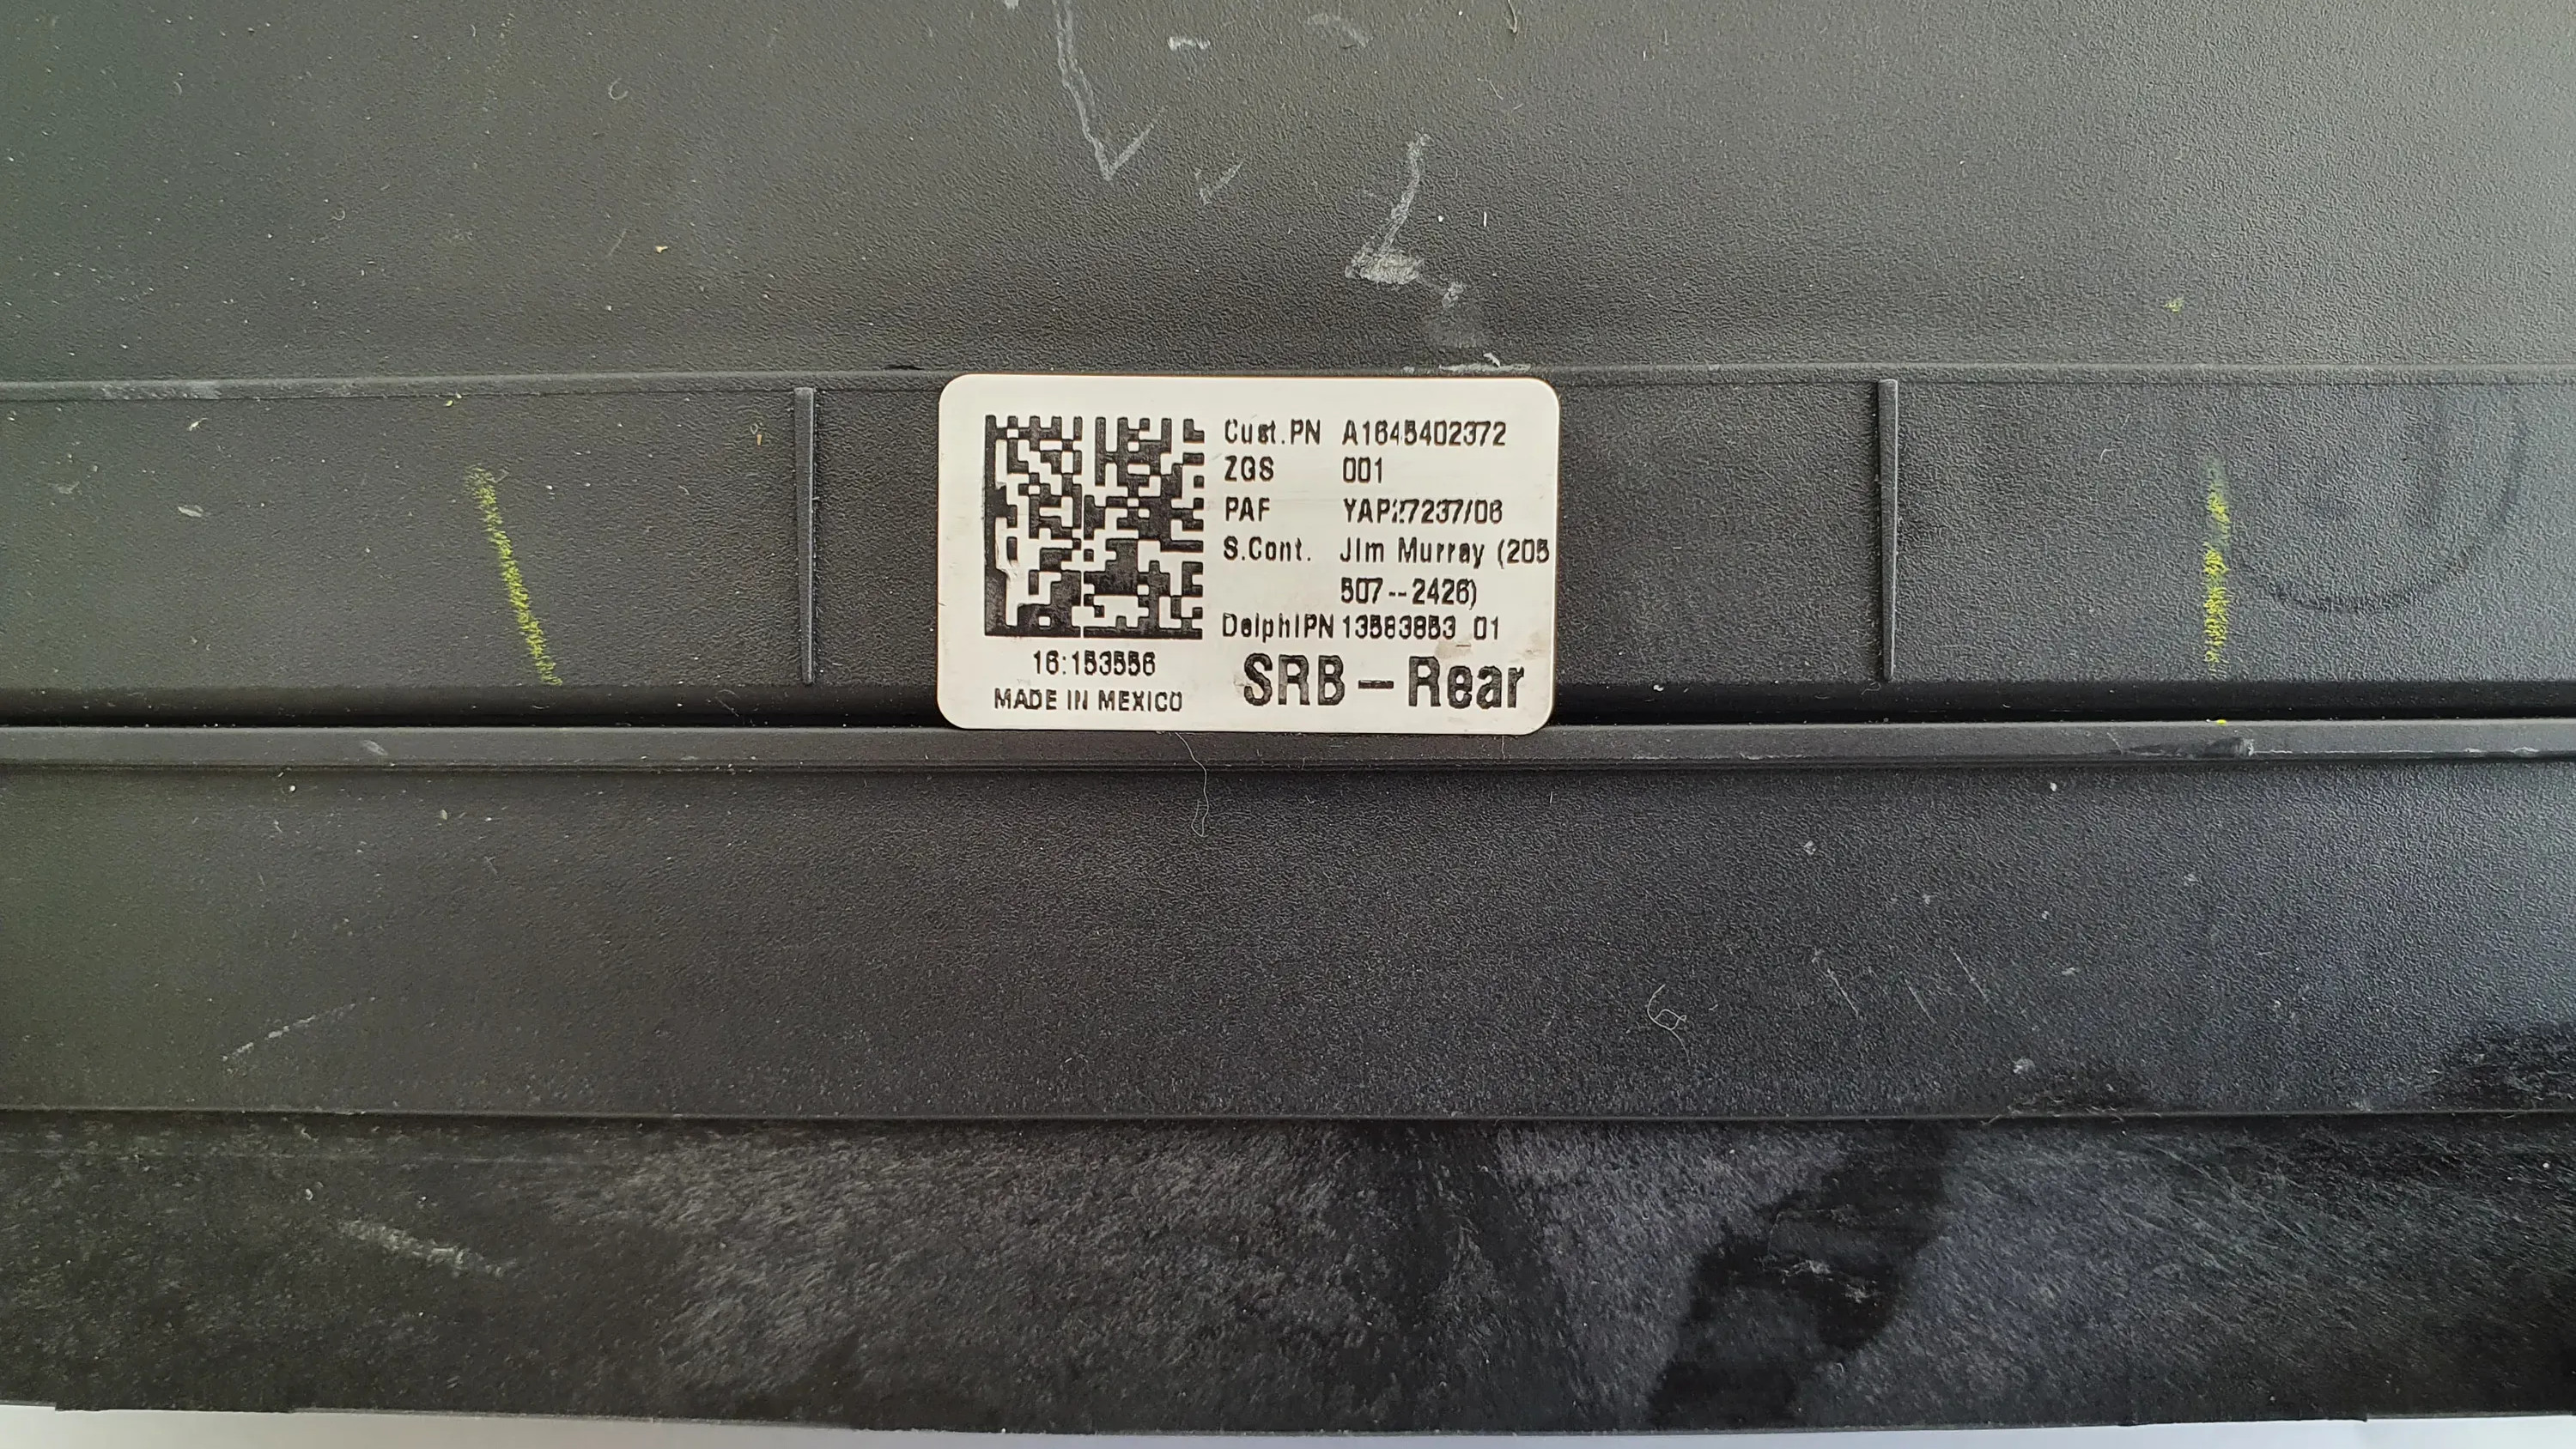 Cust.PN A1645402372
ZGS 001
PAF YAP27237/06
S.Cont. Jim Murray (205
507--2426)
DelphiPN 13583853_01
16:153556
MADE IN MEXICO
SRB-Rear